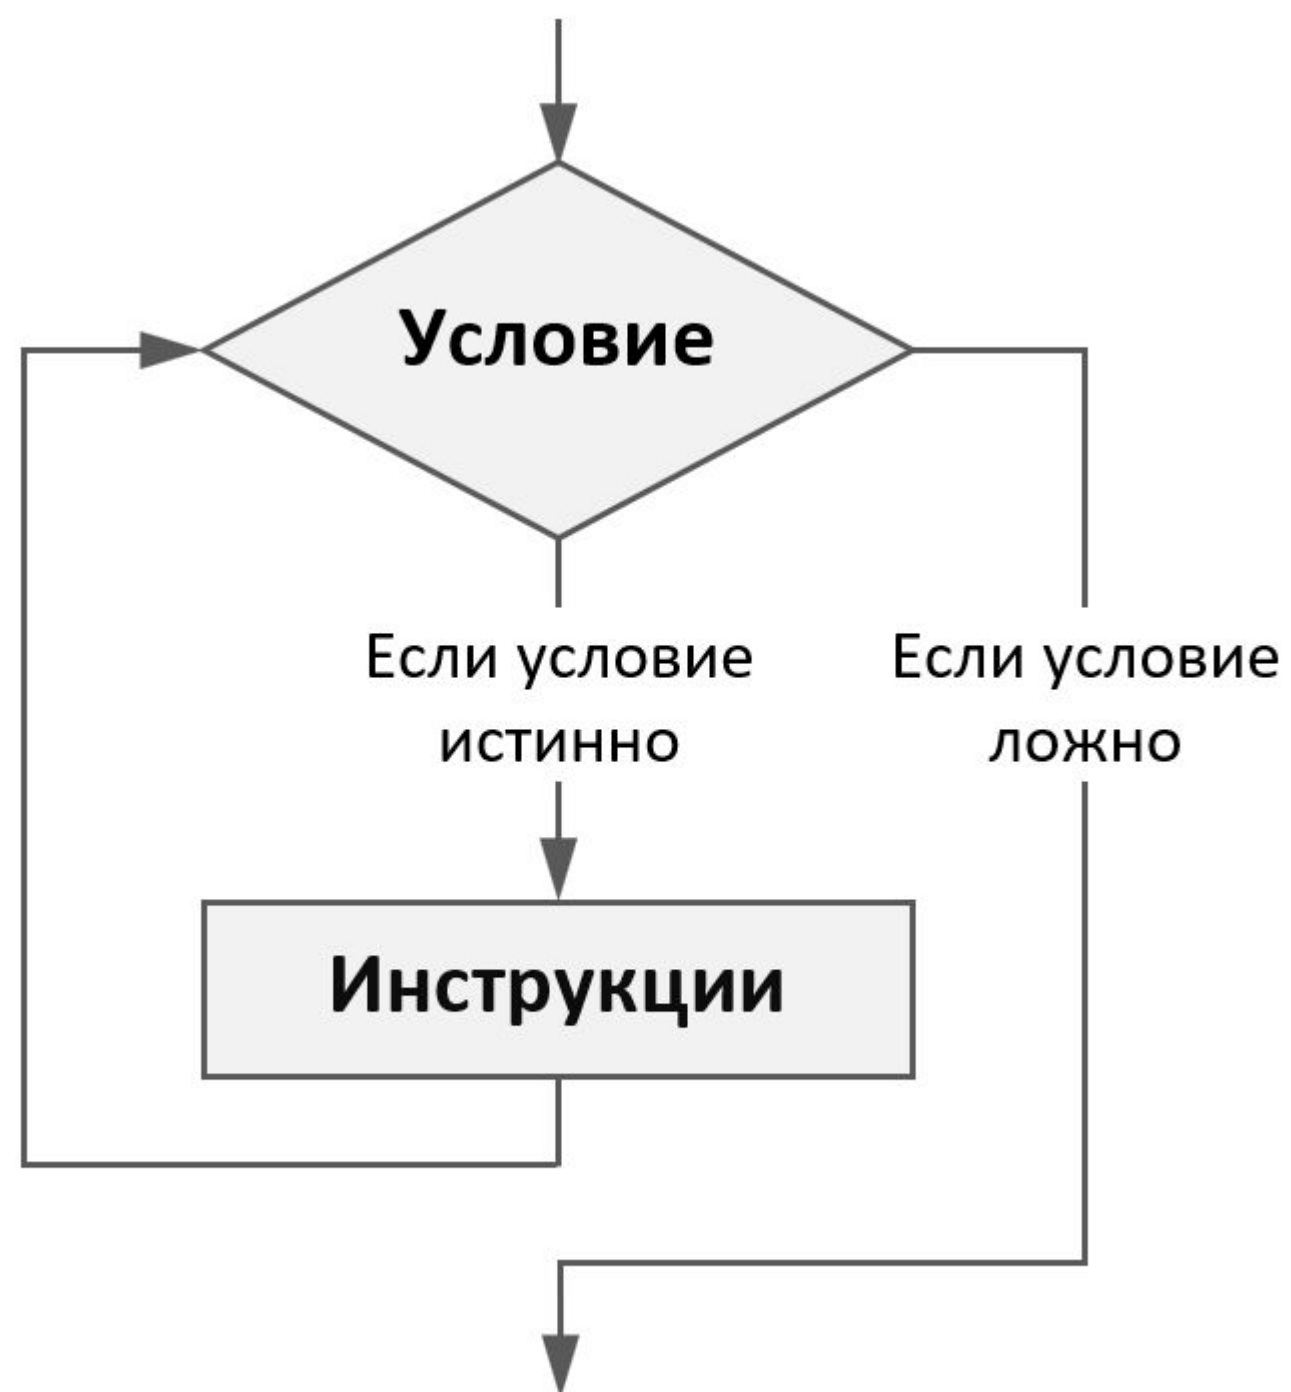 Условие
Если условие
истинно
Если условие
ложно
Инструкции